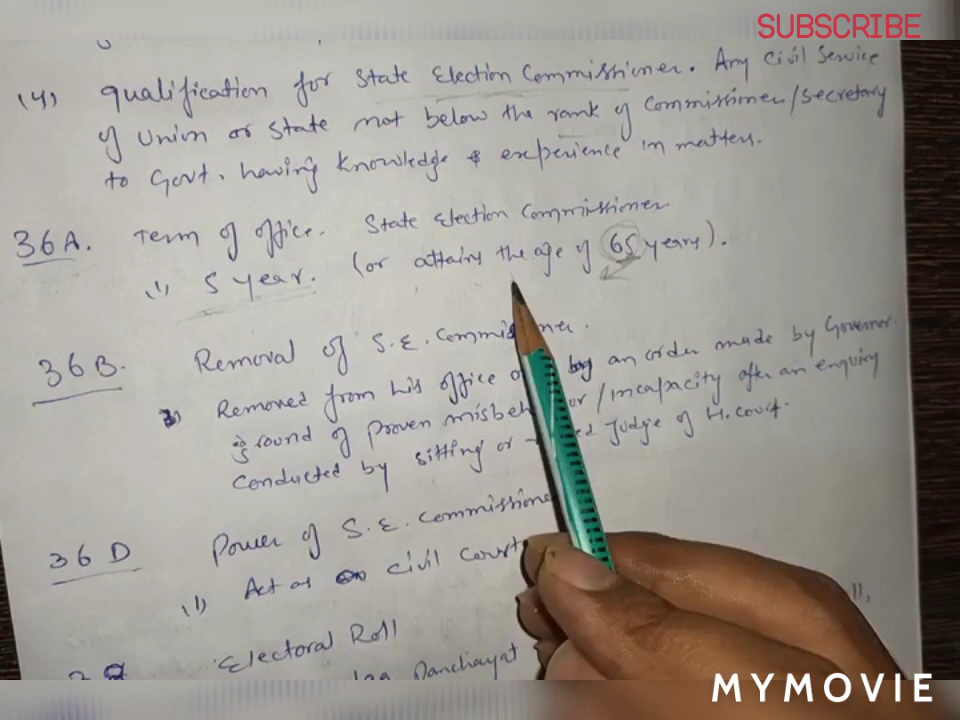 SUBSCRIBE
(4) qualification for State Election Commissioner. Any Civil Service
of Union or State not below the rank of Commissioner/Secretary
to Govt. having Knowledge & experience in matters.
36A. Term of office. State Election Commissioner
(1) 5 year. (or attains the age of 65 years).
36B. Removal of S.E. Commissioner.
Removed from his office by an order made by Governor.
ground of proven misbeh or/incapacity after an enquiry
Conducted by sitting or judge of H.court.
36 D Power of S.E. Commissione
(1) Act as Civil Court
Electoral Roll
Panchayat
MYMOVIE